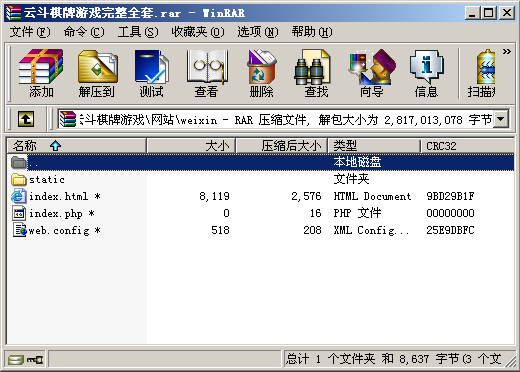 云斗棋牌游戏完整全套.rar - WinRAR
文件(F) 命令(C) 工具(S) 收藏夹(O) 选项(N) 帮助(H)
添加 解压到 测试 查看 删除 查找 向导 信息 扫描
斗棋牌游戏\网站\weixin - RAR 压缩文件, 解包大小为 2,817,013,078 字节
名称 大小 压缩后大小 类型 CRC32
.. 本地磁盘
static 文件夹
index.html * 8,119 2,576 HTML Document 9BD29B1F
index.php * 0 16 PHP 文件 00000000
web.config * 518 208 XML Config... 25E9DBFC
总计 1 个文件夹 和 8,637 字节(3 个文